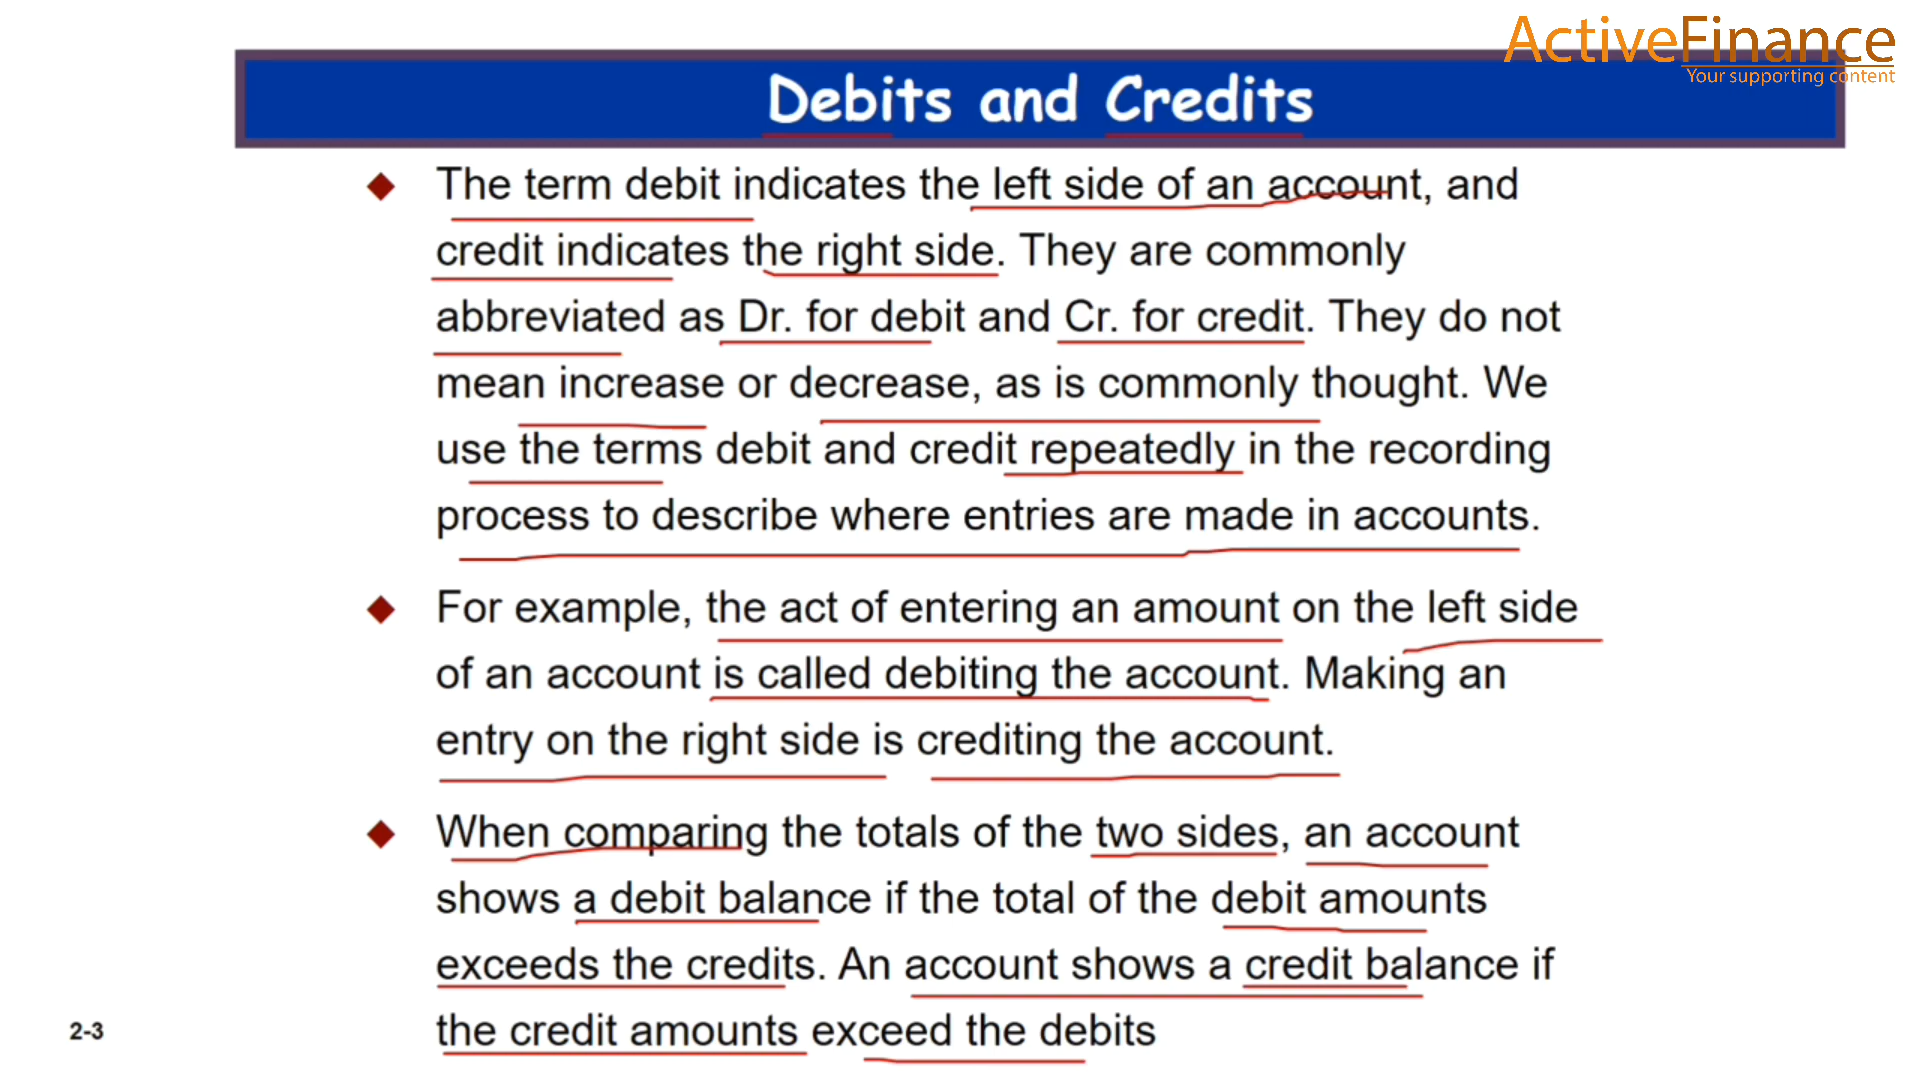 ActiveFinance
Your supporting content
Debits and Credits
The term debit indicates the left side of an account, and
credit indicates the right side. They are commonly
abbreviated as Dr. for debit and Cr. for credit. They do not
mean increase or decrease, as is commonly thought. We
use the terms debit and credit repeatedly in the recording
process to describe where entries are made in accounts.
For example, the act of entering an amount on the left side
of an account is called debiting the account. Making an
entry on the right side is crediting the account.
When comparing the totals of the two sides, an account
shows a debit balance if the total of the debit amounts
exceeds the credits. An account shows a credit balance if
the credit amounts exceed the debits
2-3